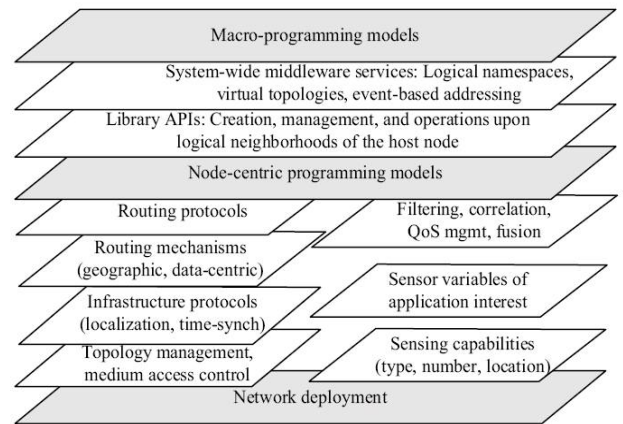 Macro-programming models
System-wide middleware services: Logical namespaces,
virtual topologies, event-based addressing
Library APIs: Creation, management, and operations upon
logical neighborhoods of the host node
Node-centric programming models
Routing protocols
Routing mechanisms
(geographic, data-centric)
Infrastructure protocols
(localization, time-synch)
Topology management,
medium access control
Filtering, correlation,
QoS mgmt, fusion
Sensor variables of
application interest
Sensing capabilities
(type, number, location)
Network deployment